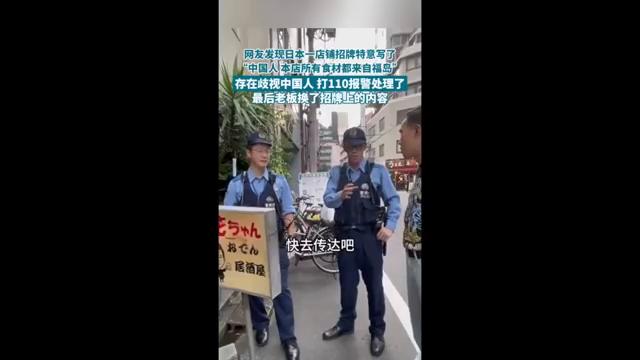 网友发现日本一店铺招牌特意写了
"中国人 本店所有食材都来自福岛"
存在歧视中国人 打110报警处理了
最后老板换了招牌上的内容
快去传达吧
ちゃん
おでん
居酒屋